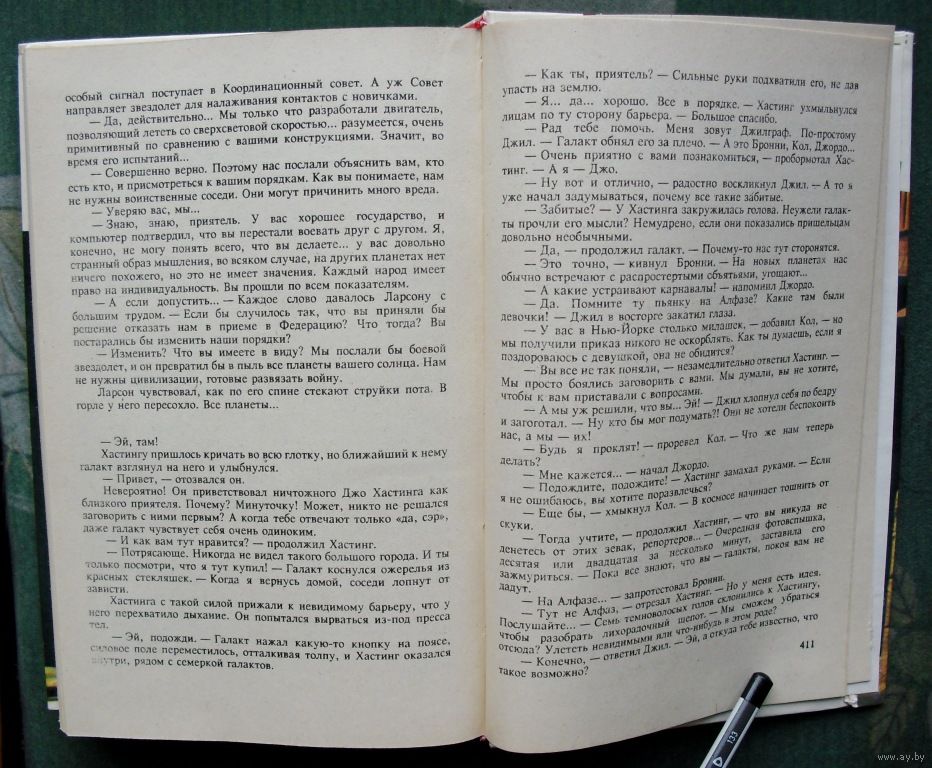 особый сигнал поступает в Координационный совет. А уж Совет
направляет звездолет для налаживания контактов с новичками.
— Да, действительно... Мы только что разработали двигатель,
позволяющий лететь со сверхсветовой скоростью... разумеется, очень
примитивный по сравнению с вашими конструкциями. Значит, во
время его испытаний...
— Совершенно верно. Поэтому нас послали объяснить вам, кто
есть кто, и присмотреться к вашим порядкам. Как вы понимаете, нам
не нужны воинственные соседи. Они могут причинить много вреда.
— Уверяю вас, мы...
— Знаю, знаю, приятель. У вас хорошее государство, и
компьютер подтвердил, что вы перестали воевать друг с другом. Я,
конечно, не могу понять всего, что вы делаете... у вас довольно
странный образ мышления, во всяком случае, на других планетах нет
ничего похожего, но это не имеет значения. Каждый народ имеет
право на индивидуальность. Вы прошли по всем показателям.
— А если допустить... — Каждое слово давалось Ларсону с
большим трудом. — Если бы случилось так, что вы приняли бы
решение отказать нам в приеме в Федерацию? Что тогда? Вы
постарались бы изменить наши порядки?
— Изменить? Что вы имеете в виду? Мы послали бы боевой
звездолет, и он превратил бы в пыль все планеты вашего солнца. Нам
не нужны цивилизации, готовые развязать войну.
Ларсон чувствовал, как по его спине стекают струйки пота. В
горле у него пересохло. Все планеты...
— Эй, там!
Хастингу пришлось кричать во всю глотку, но ближайший к нему
галакт взглянул на него и улыбнулся.
— Привет, — отозвался он.
Невероятно! Он приветствовал ничтожного Джо Хастинга как
близкого приятеля. Почему? Минуточку! Может, никто не решался
заговорить с ними первым? А когда тебе отвечают только «да, сэр»,
даже галакт чувствует себя очень одиноким.
— И как вам тут нравится? — продолжил Хастинг.
— Потрясающе. Никогда не видел такого большого города. И ты
только посмотри, что я тут купил! — Галакт коснулся ожерелья из
красных стекляшек. — Когда я вернусь домой, соседи лопнут от
зависти.
Хастинга с такой силой прижали к невидимому барьеру, что у
него перехватило дыхание. Он попытался вырваться из-под пресса
тел.
— Эй, подожди. — Галакт нажал какую-то кнопку на поясе,
силовое поле переместилось, отталкивая толпу, и Хастинг оказался
внутри, рядом с семеркой галактов.
— Как ты, приятель? — Сильные руки подхватили его, не дав
упасть на землю.
— Я... да... хорошо. Все в порядке. — Хастинг ухмыльнулся
лицам по ту сторону барьера. — Большое спасибо.
— Рад тебе помочь. Меня зовут Джилграф. По-простому
Джил. — Галакт обнял его за плечо. — А это Бронни, Кол, Джордо...
— Очень приятно с вами познакомиться, — пробормотал Хас-
тинг. — А я — Джо.
— Ну вот и отлично, — радостно воскликнул Джил. — А то я
уже начал задумываться, почему все такие забитые.
— Забитые? — У Хастинга закружилась голова. Неужели галак-
ты прочли его мысли? Немудрено, если они показались пришельцам
довольно необычными.
— Да, — продолжил галакт. — Почему-то нас тут сторонятся.
— Это точно, — кивнул Бронни. — На новых планетах нас
обычно встречают с распростертыми объятьями, угощают...
— А какие устраивают карнавалы! — напомнил Джордо.
— Да. Помните ту пьянку на Алфазе? Какие там были
девочки! — Джил в восторге закатил глаза.
— У вас в Нью-Йорке столько милашек, — добавил Кол, — но
мы получили приказ никого не оскорблять. Как ты думаешь, если я
поздороваюсь с девушкой, она не обидится?
— Вы все не так поняли, — незамедлительно ответил Хастинг. —
Мы просто боялись заговорить с вами. Мы думали, вы не хотите,
чтобы к вам приставали с вопросами.
— А мы уж решили, что вы... Эй! — Джил хлопнул себя по бедру
и загоготал. — Ну кто бы мог подумать?! Они не хотели беспокоить
нас, а мы — их!
— Будь я проклят! — проревел Кол. — Что же нам теперь
делать?
— Мне кажется... — начал Джордо.
— Подождите, подождите! — Хастинг замахал руками. — Если
я не ошибаюсь, вы хотите поразвлечься?
— Еще бы, — хмыкнул Кол. — В космосе начинает тошнить от
скуки.
— Тогда учтите, — продолжил Хастинг, — что вы никуда не
денетесь от этих зевак, репортеров... — Очередная фотовспышка,
десятая или двадцатая за несколько минут, заставила его
зажмуриться. — Пока все знают, что вы — галакты, покоя вам не
дадут.
— На Алфазе... — запротестовал Бронни.
— Тут не Алфаз, — отрезал Хастинг. — Но у меня есть идея.
Послушайте... — Семь темноволосых голов склонились к Хастингу,
чтобы разобрать лихорадочный шепот. — Мы сможем убраться
отсюда? Улететь невидимыми или что-нибудь в этом роде?
— Конечно, — ответил Джил. — Эй, а откуда тебе известно, что
такое возможно?
411
133
www.ay.by